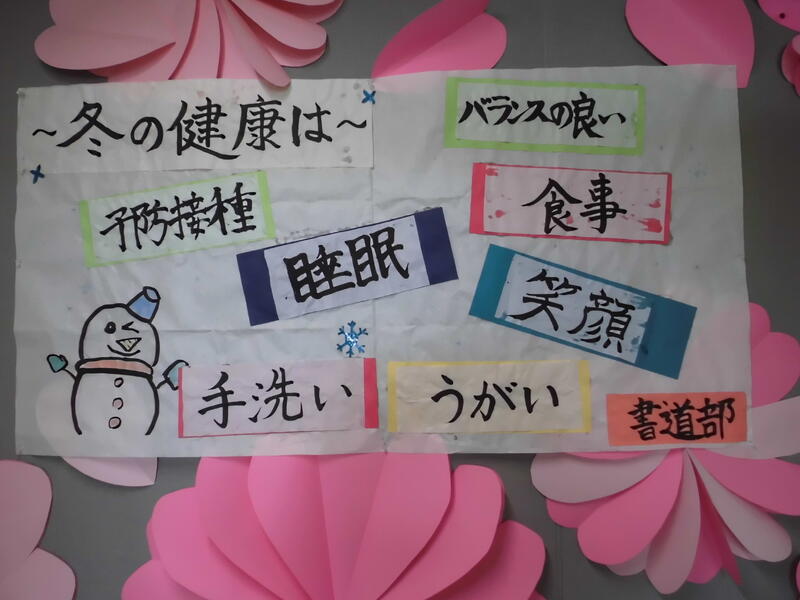 ～冬の健康は～
バランスの良い
食事
予防接種
睡眠
笑顔
手洗い
うがい
書道部